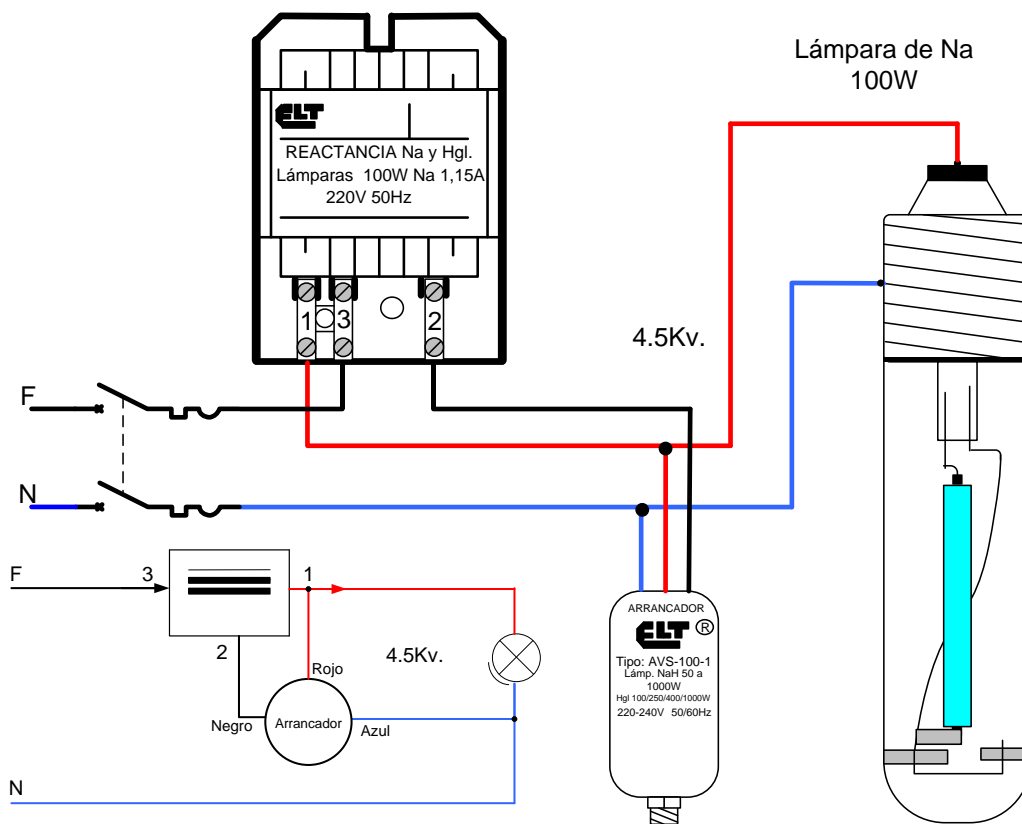 Lámpara de Na
100W
ELT
REACTANCIA Na y Hgl.
Lámparas 100W Na 1,15A
220V 50Hz
1 3 2
4.5Kv.
F
N
F 3 1
2
Rojo
4.5Kv.
Negro Arrancador Azul
N
ARRANCADOR
ELT ®
Tipo: AVS-100-1
Lámp. NaH 50 a
1000W
Hgl 100/250/400/1000W
220-240V 50/60Hz